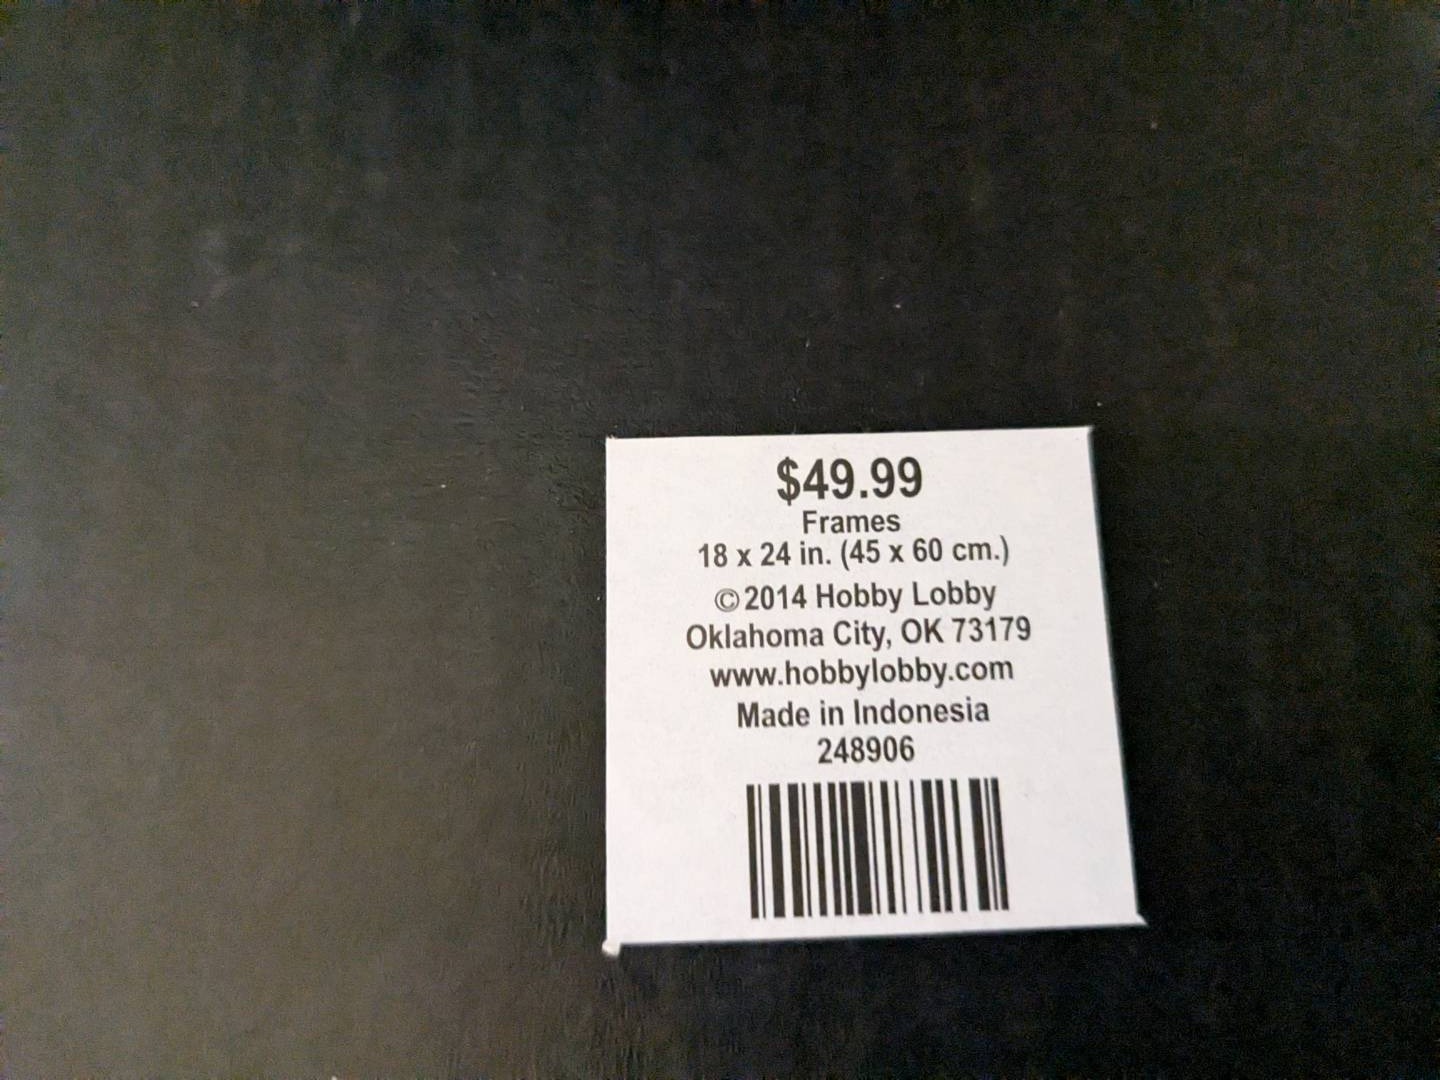 $49.99
Frames
18 x 24 in. (45 x 60 cm.)
©2014 Hobby Lobby
Oklahoma City, OK 73179
www.hobbylobby.com
Made in Indonesia
248906